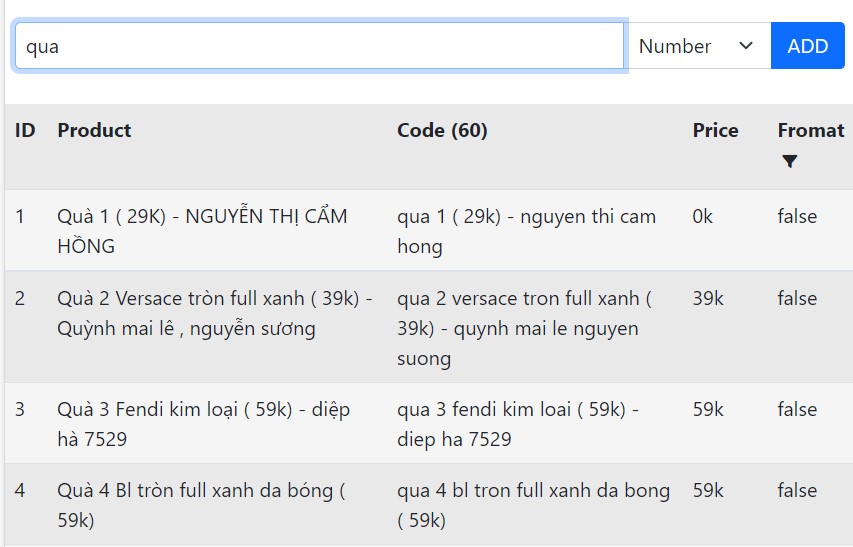 qua Number ADD
ID Product Code (60) Price Fromat
1 Quà 1 ( 29K) - NGUYỄN THỊ CẨM qua 1 ( 29k) - nguyen thi cam 0k false
HỒNG hong
2 Quà 2 Versace tròn full xanh ( 39k) - qua 2 versace tron full xanh ( 39k false
Quỳnh mai lê , nguyễn sương 39k) - quynh mai le nguyen
suong
3 Quà 3 Fendi kim loại ( 59k) - diệp qua 3 fendi kim loai ( 59k) - 59k false
hà 7529 diep ha 7529
4 Quà 4 Bl tròn full xanh da bóng ( qua 4 bl tron full xanh da bong 59k false
59k) ( 59k)